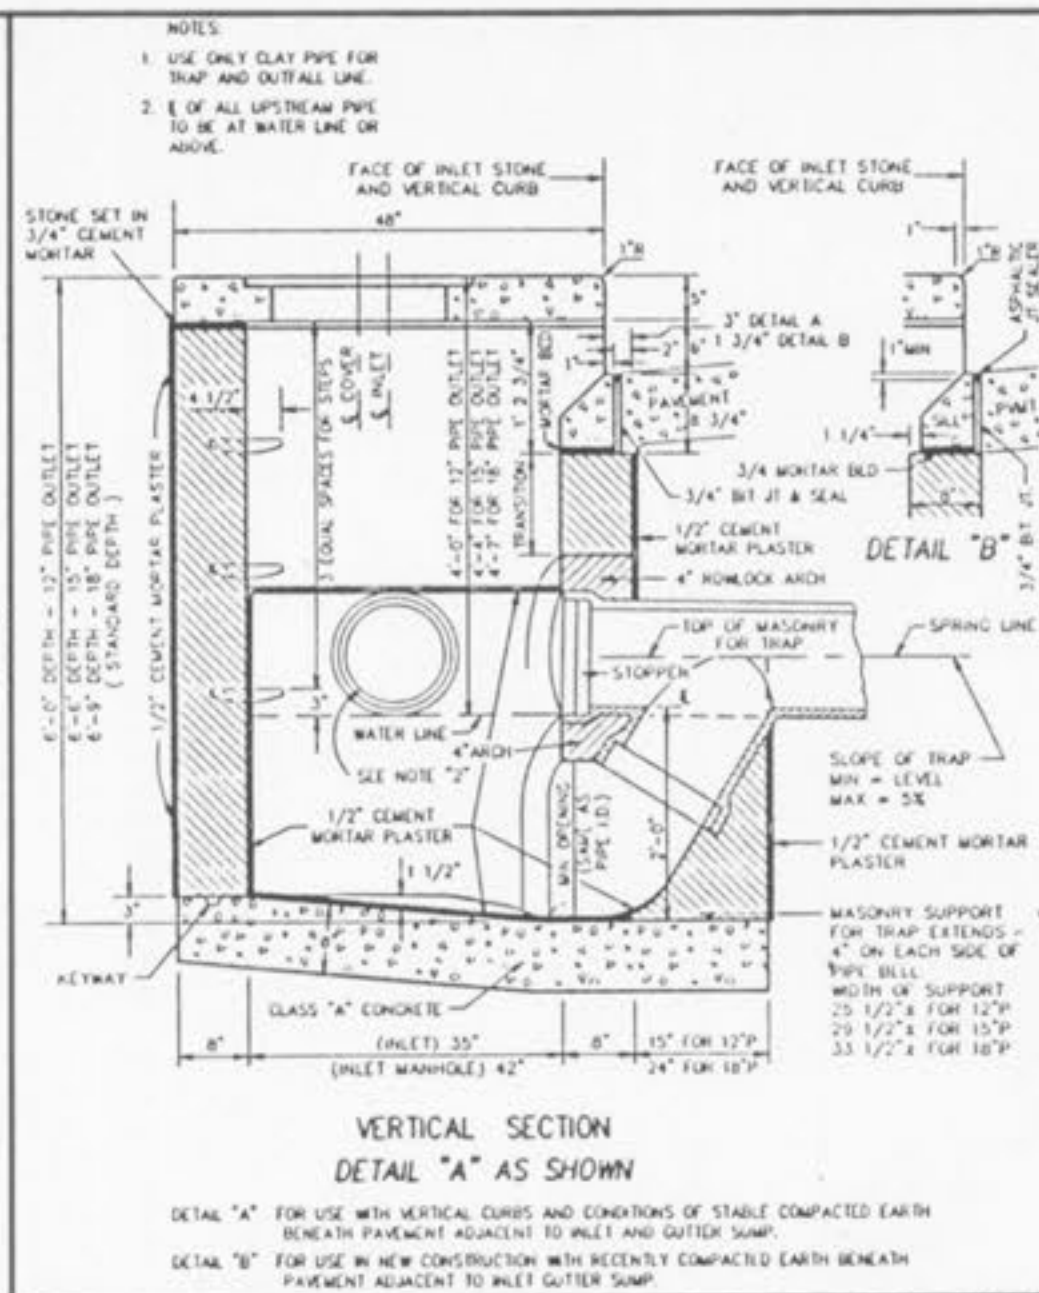 NOTES:
1. USE ONLY CLAY PIPE FOR
TRAP AND OUTFALL LINE.
2. ℄ OF ALL UPSTREAM PIPE
TO BE AT WATER LINE OR
ABOVE.
FACE OF INLET STONE
AND VERTICAL CURB
FACE OF INLET STONE
AND VERTICAL CURB
STONE SET IN
3/4" CEMENT
MORTAR
48"
1"R
5"
6"
3" DETAIL A
1 3/4" DETAIL B
1"
2"
PAVEMENT
8 3/4"
1"
1"R
ASPHALTIC
JT SEALER
1" MIN
SILL
PVMT
1 1/4"
3/4 MORTAR BED
8"
3/4" BIT JT.
DETAIL "B"
4 1/2"
℄ COVER
℄ INLET
3 EQUAL SPACES FOR STEPS
4'-0" FOR 12" PIPE OUTLET
4'-4" FOR 15" PIPE OUTLET
4'-7" FOR 18" PIPE OUTLET
1' 2 3/4"
TRANSITION
MORTAR BED
6'-0" DEPTH - 12" PIPE OUTLET
6'-6" DEPTH - 15" PIPE OUTLET
6'-9" DEPTH - 18" PIPE OUTLET
(STANDARD DEPTH)
1/2" CEMENT MORTAR PLASTER
3/4" BIT JT & SEAL
1/2" CEMENT
MORTAR PLASTER
4" ROWLOCK ARCH
TOP OF MASONRY
FOR TRAP
SPRING LINE
STOPPER
℄
WATER LINE
4" ARCH
SEE NOTE "2"
SLOPE OF TRAP
MIN = LEVEL
MAX = 5%
1/2" CEMENT
MORTAR PLASTER
MIN OPENING
(SAME AS
PIPE I.D.)
2'-0"
1 1/2"
1/2" CEMENT MORTAR
PLASTER
3"
KEYWAY
8"
CLASS "A" CONCRETE
MASONRY SUPPORT
FOR TRAP EXTENDS
4" ON EACH SIDE OF
PIPE BELL
WIDTH OF SUPPORT
25 1/2"± FOR 12"P
29 1/2"± FOR 15"P
33 1/2"± FOR 18"P
8"
(INLET) 35"
(INLET MANHOLE) 42"
8"
15" FOR 12"P
24" FOR 18"P
VERTICAL SECTION
DETAIL "A" AS SHOWN
DETAIL "A" FOR USE WITH VERTICAL CURBS AND CONDITIONS OF STABLE COMPACTED EARTH
BENEATH PAVEMENT ADJACENT TO INLET AND GUTTER SUMP.
DETAIL "B" FOR USE IN NEW CONSTRUCTION WITH RECENTLY COMPACTED EARTH BENEATH
PAVEMENT ADJACENT TO INLET GUTTER SUMP.